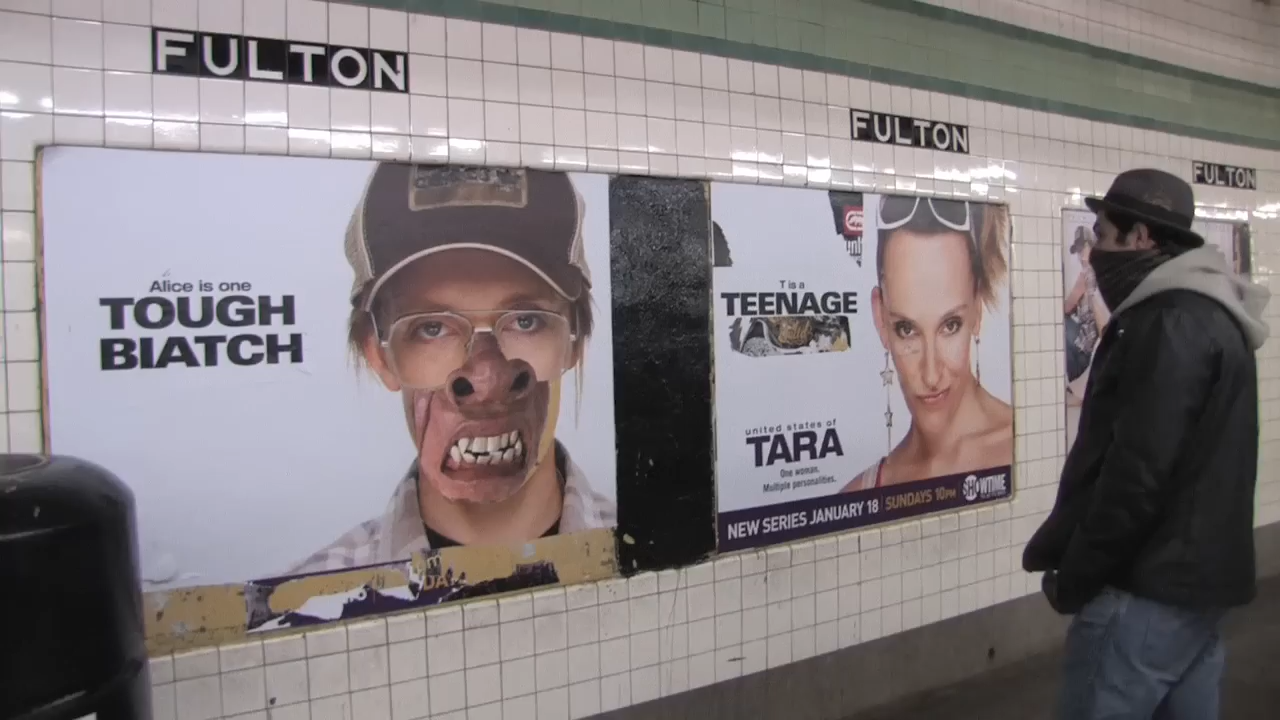 FULTON
FULTON
FULTON
Alice is one
TOUGH
BIATCH
T is a
TEENAGE
united states of
TARA
One woman.
Multiple personalities.
NEW SERIES JANUARY 18 | SUNDAYS 10PM
SHOWTIME